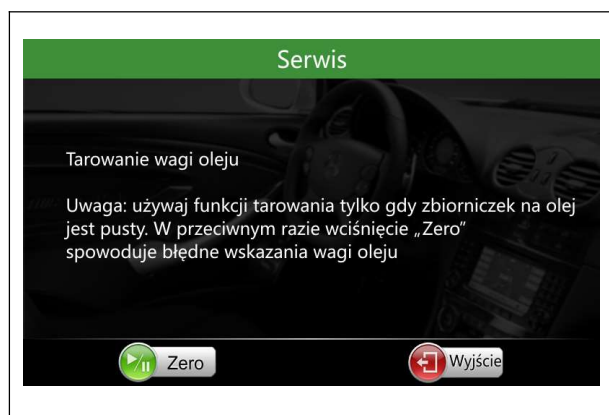 Serwis
Tarowanie wagi oleju
Uwaga: używaj funkcji tarowania tylko gdy zbiorniczek na olej
jest pusty. W przeciwnym razie wciśnięcie „Zero”
spowoduje błędne wskazania wagi oleju
Zero
Wyjście